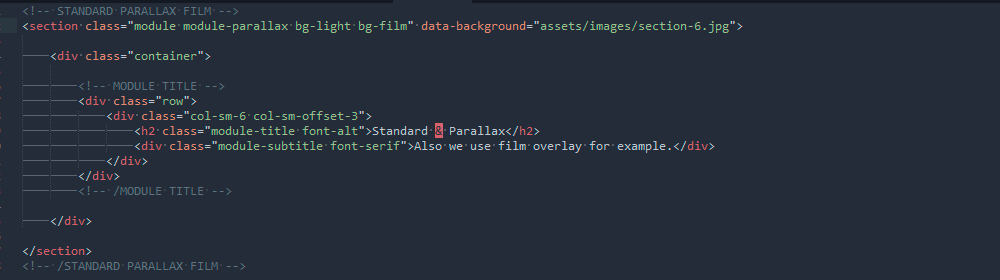 <!-- STANDARD PARALLAX FILM -->
<section class="module module-parallax bg-light bg-film" data-background="assets/images/section-6.jpg">
<div class="container">
<!-- MODULE TITLE -->
<div class="row">
<div class="col-sm-6 col-sm-offset-3">
<h2 class="module-title font-alt">Standard & Parallax</h2>
<div class="module-subtitle font-serif">Also we use film overlay for example.</div>
</div>
</div>
<!-- /MODULE TITLE -->
</div>
</section>
<!-- /STANDARD PARALLAX FILM -->